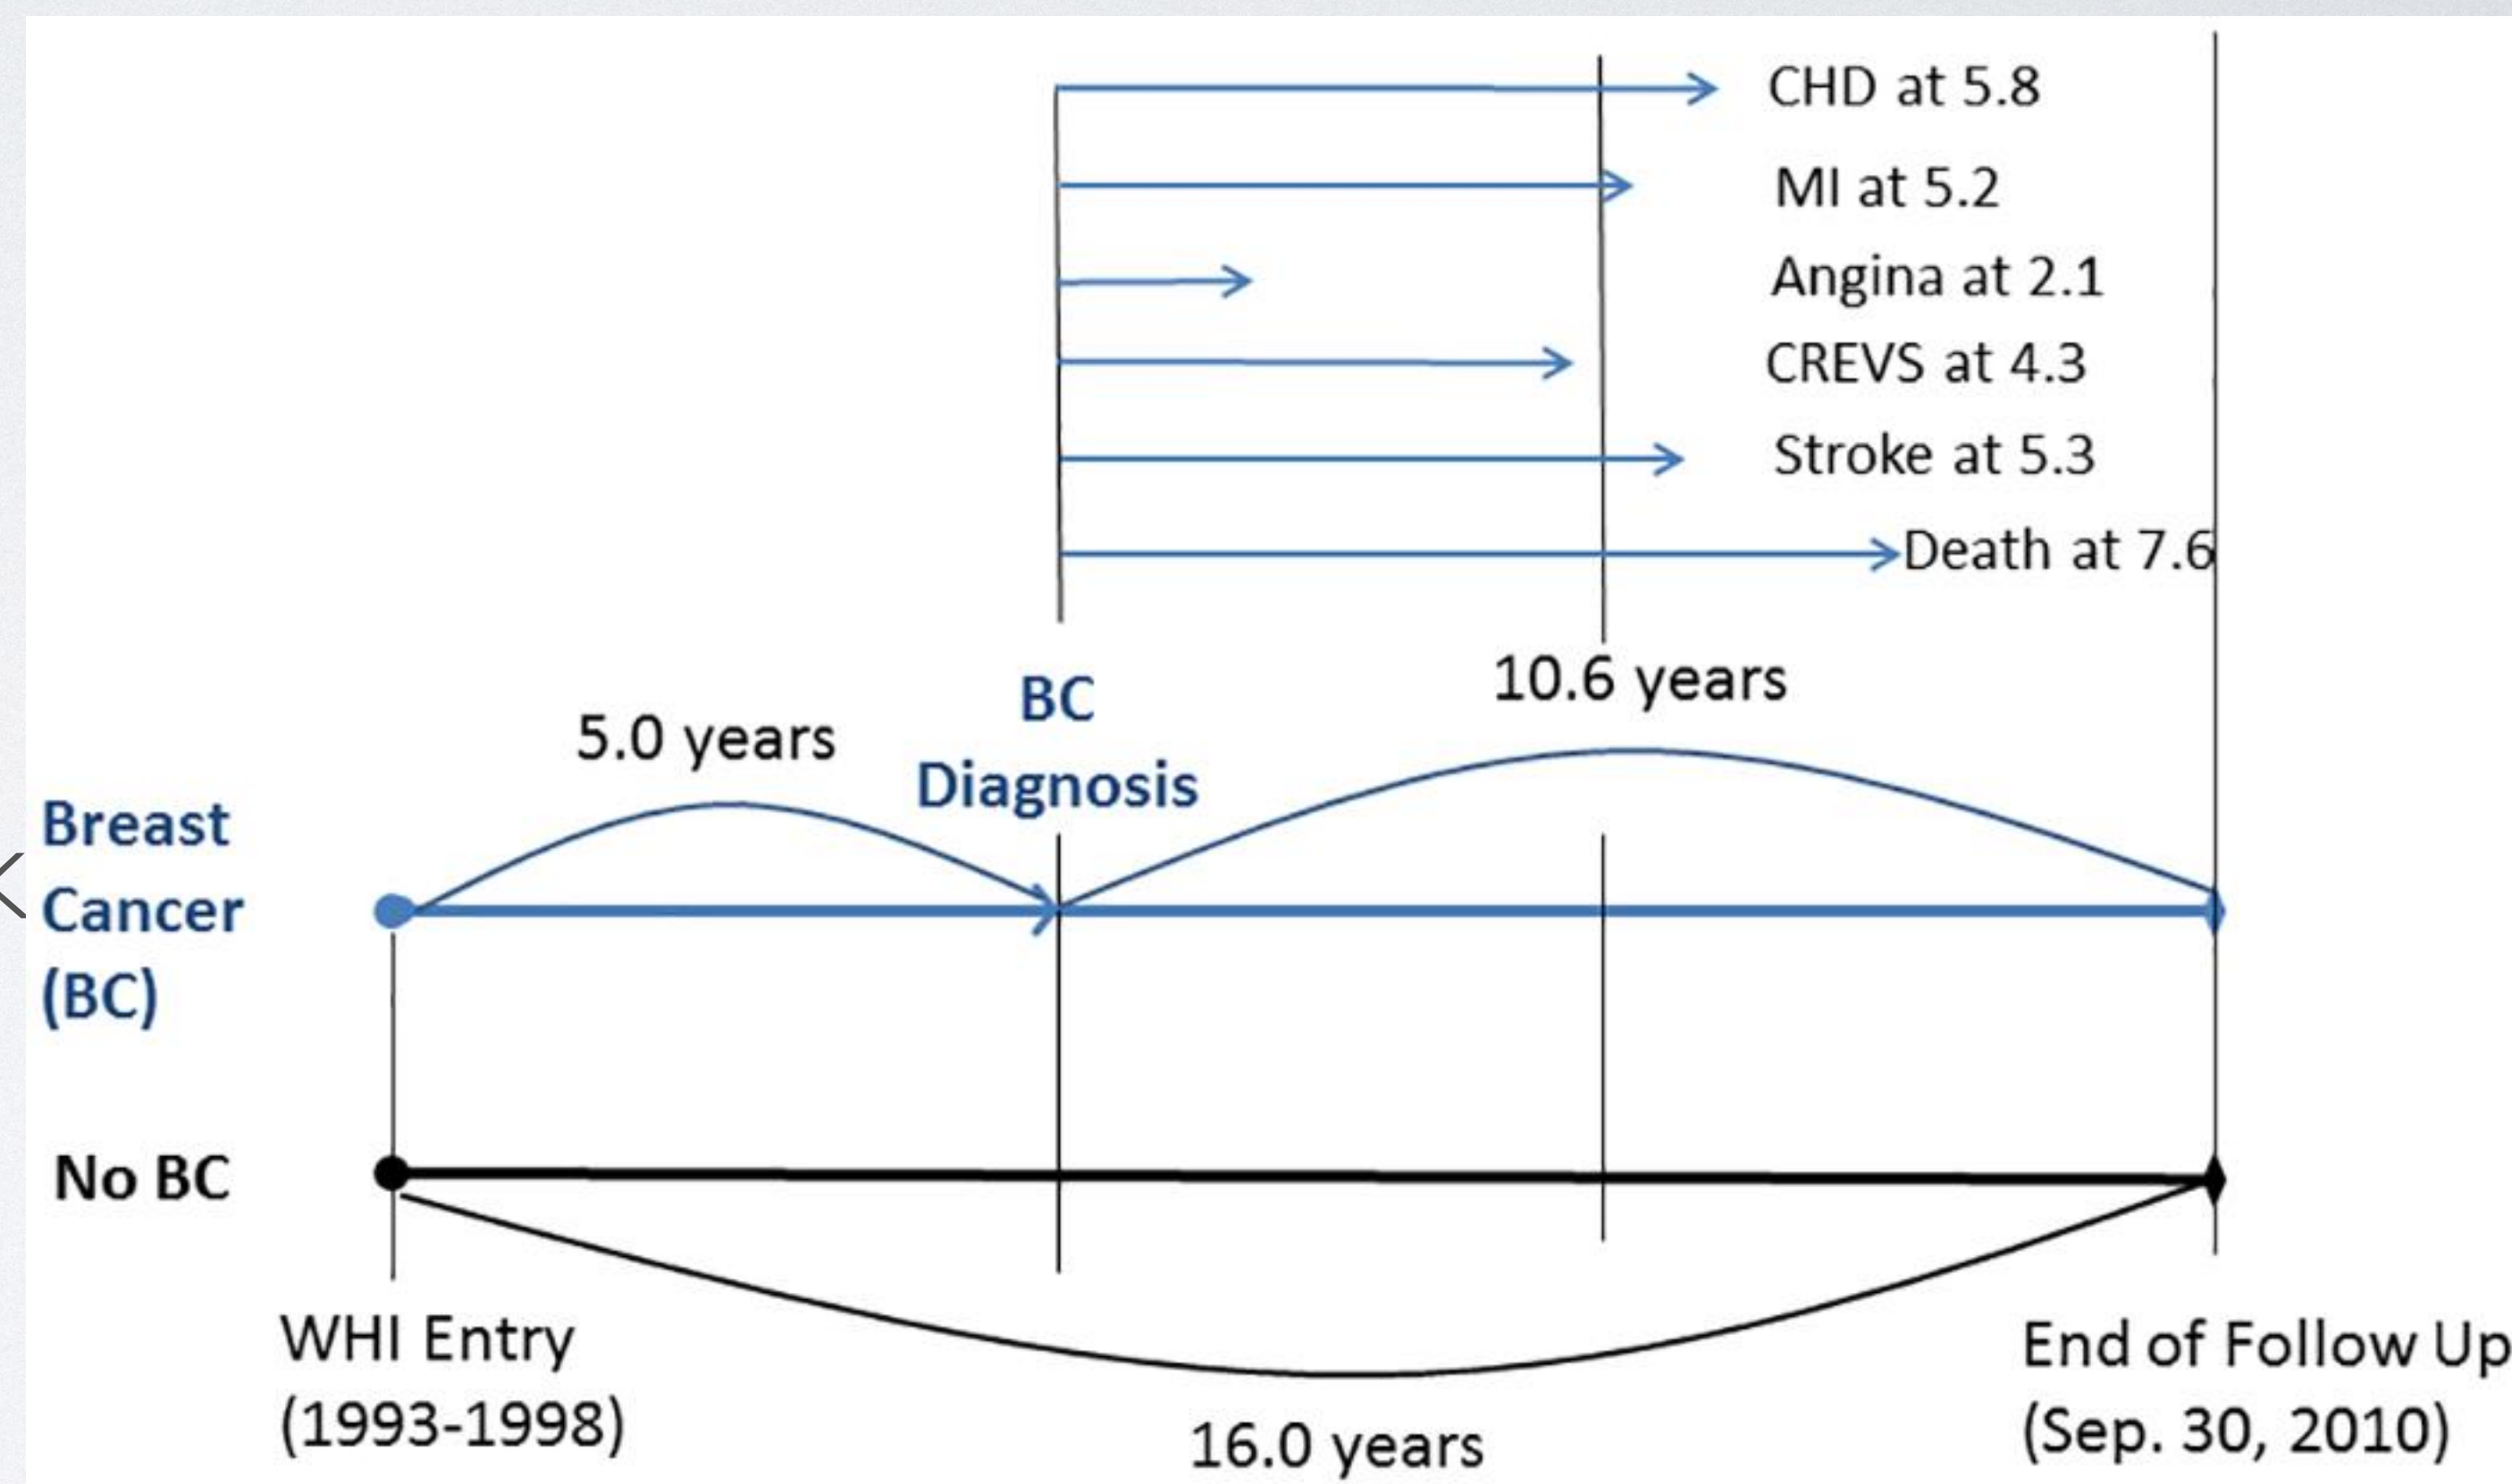 CHD at 5.8
MI at 5.2
Angina at 2.1
CREVS at 4.3
Stroke at 5.3
Death at 7.6
10.6 years
BC
Diagnosis
5.0 years
Breast
Cancer
(BC)
No BC
WHI Entry
(1993-1998)
16.0 years
End of Follow Up
(Sep. 30, 2010)